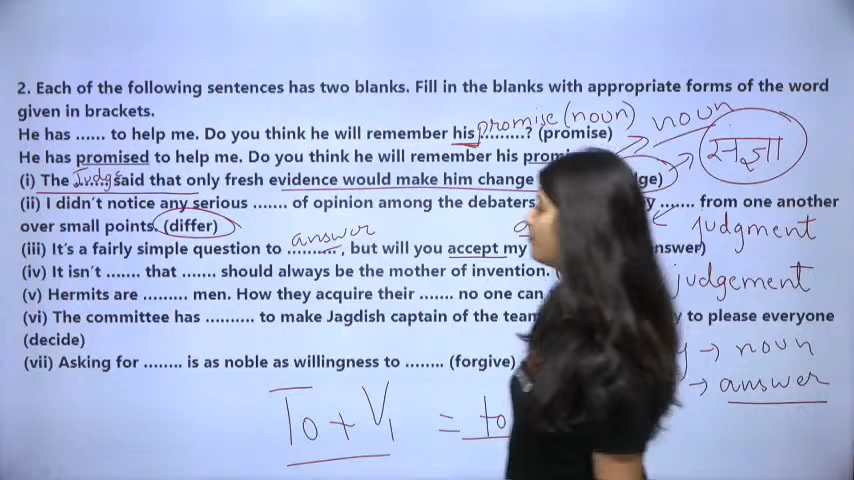 2. Each of the following sentences has two blanks. Fill in the blanks with appropriate forms of the word
given in brackets.
promise (noun) noun
He has ...... to help me. Do you think he will remember his .........? (promise)
संज्ञा
He has promised to help me. Do you think he will remember his
(i) The Judge said that only fresh evidence would make him change
(ii) I didn't notice any serious ....... of opinion among the debaters ....... from one another
judgment
over small points. (differ)
answer
(iii) It's a fairly simple question to .........., but will you accept my
judgement
(iv) It isn't ....... that ....... should always be the mother of invention.
(v) Hermits are ......... men. How they acquire their ....... no one can
(vi) The committee has .......... to make Jagdish captain of the team to please everyone
(decide)
→ noun
(vii) Asking for ........ is as noble as willingness to ........ (forgive)
→ answer
To + V1 = to